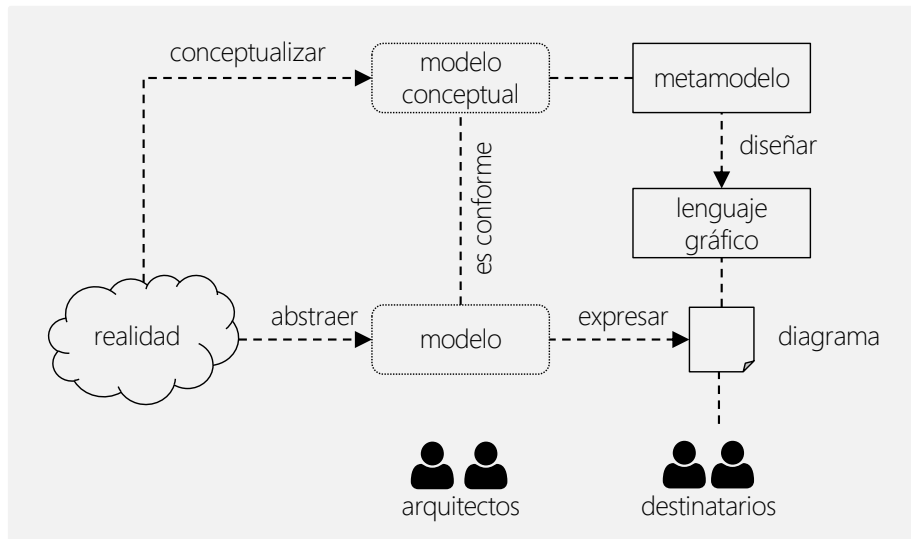 conceptualizar
modelo
conceptual
metamodelo
diseñar
es conforme
lenguaje
gráfico
realidad
abstraer
modelo
expresar
diagrama
arquitectos
destinatarios